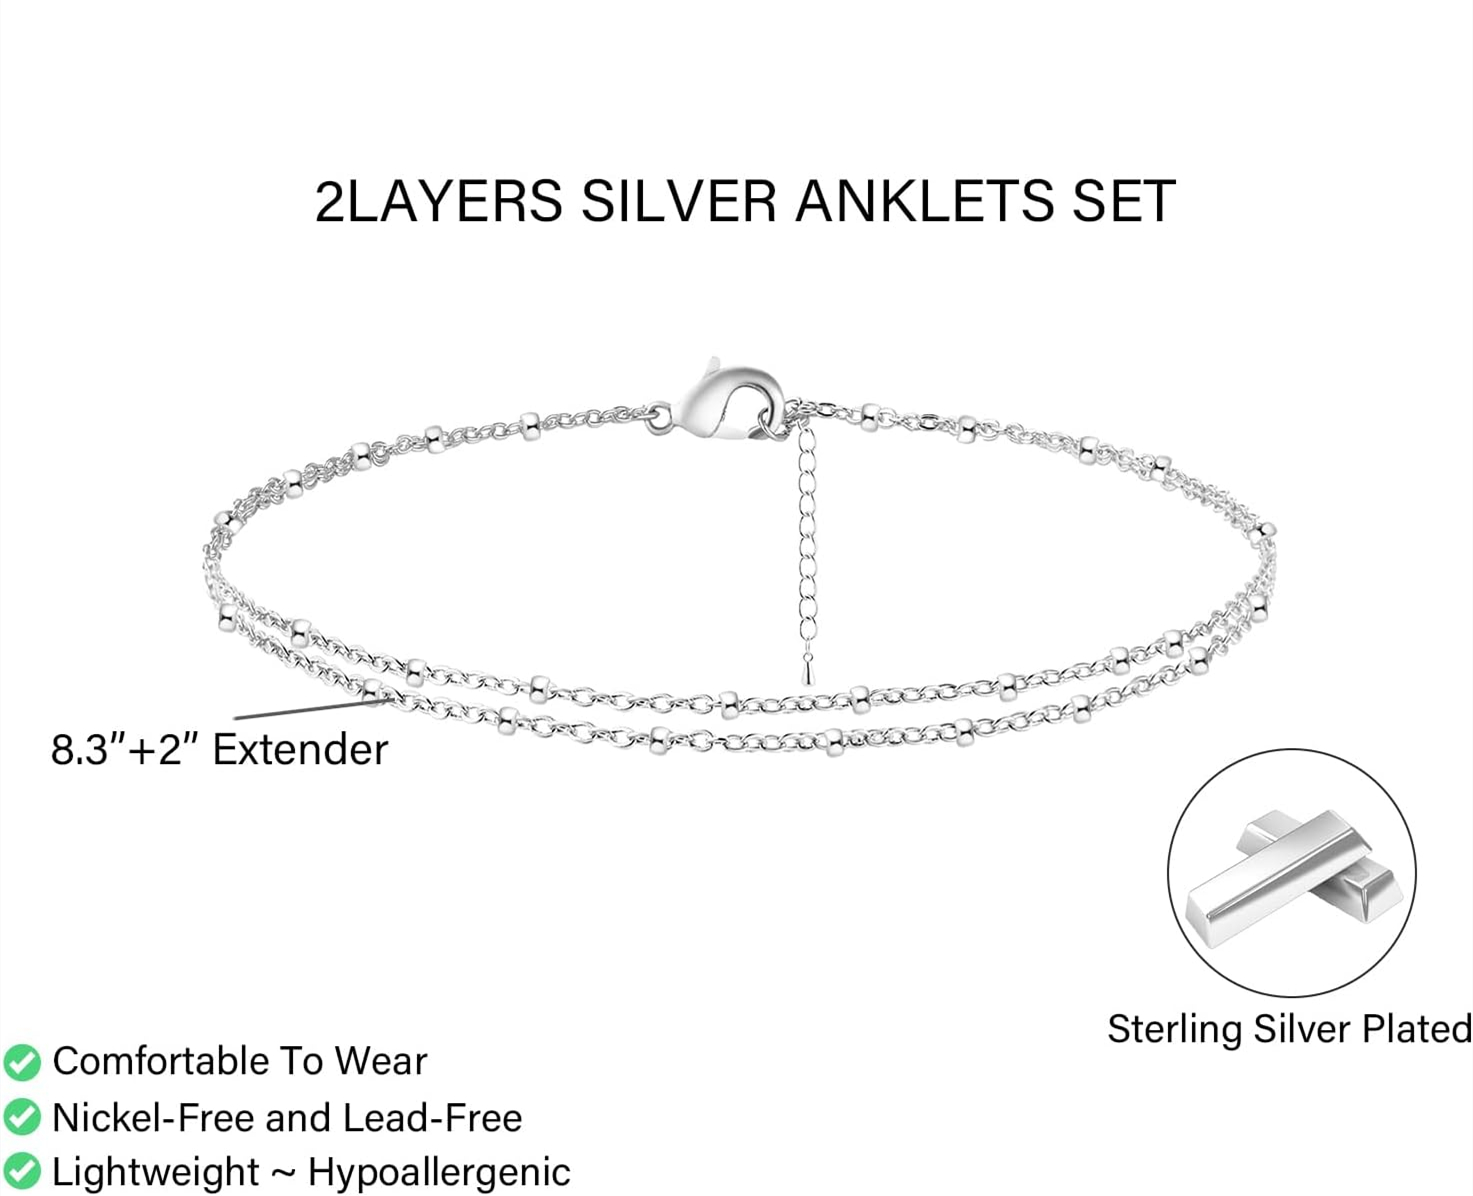 2LAYERS SILVER ANKLETS SET
8.3”+2” Extender
Sterling Silver Plated
Comfortable To Wear
Nickel-Free and Lead-Free
Lightweight ~ Hypoallergenic